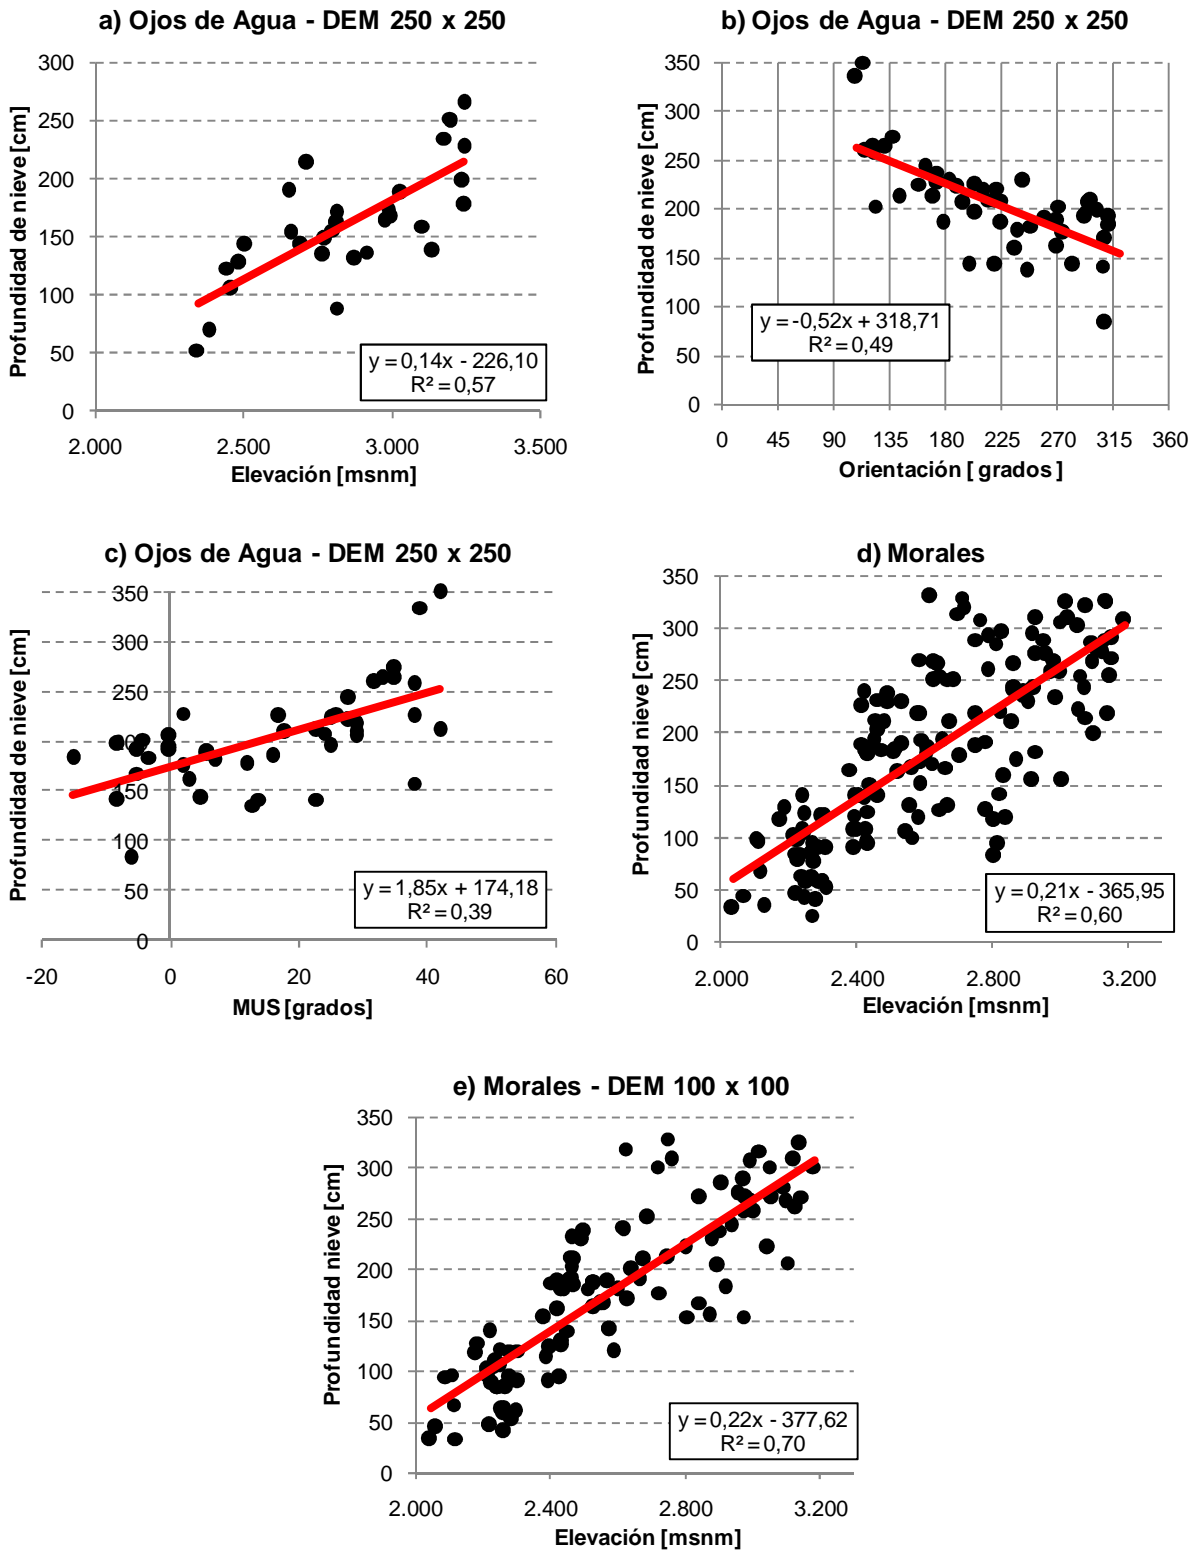 a) Ojos de Agua - DEM 250 x 250
300
250
200
150
100
50
0
2.000 2.500 3.000 3.500
Profundidad de nieve [cm]
Elevación [msnm]
y = 0,14x - 226,10
R² = 0,57
b) Ojos de Agua - DEM 250 x 250
350
300
250
200
150
100
50
0
0 45 90 135 180 225 270 315 360
Profundidad de nieve [cm]
Orientación [ grados ]
y = -0,52x + 318,71
R² = 0,49
c) Ojos de Agua - DEM 250 x 250
350
300
250
200
150
100
50
0
-20 0 20 40 60
Profundidad de nieve [cm]
MUS [grados]
y = 1,85x + 174,18
R² = 0,39
d) Morales
350
300
250
200
150
100
50
0
2.000 2.400 2.800 3.200
Profundidad nieve [cm]
Elevación [msnm]
y = 0,21x - 365,95
R² = 0,60
e) Morales - DEM 100 x 100
350
300
250
200
150
100
50
0
2.000 2.400 2.800 3.200
Profundidad nieve [cm]
Elevación [msnm]
y = 0,22x - 377,62
R² = 0,70